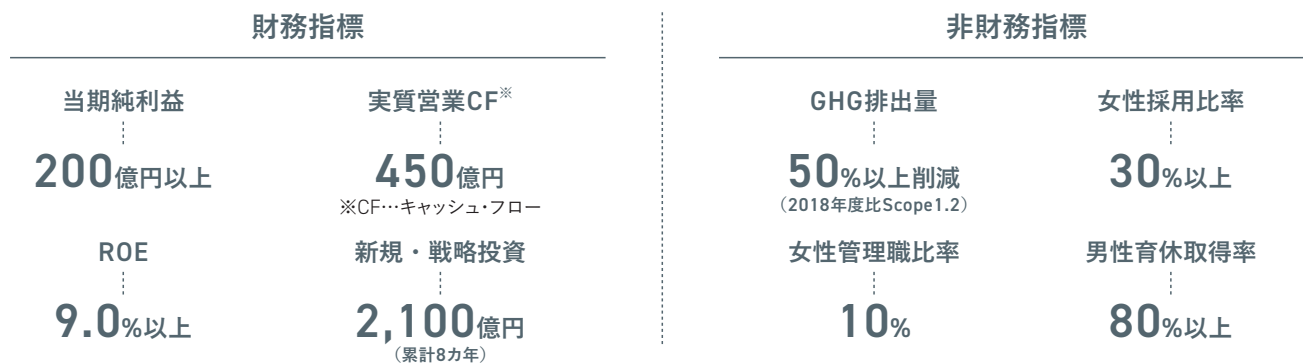 財務指標
当期純利益
200億円以上
実質営業CF※
450億円
※CF…キャッシュ・フロー
ROE
9.0%以上
新規・戦略投資
2,100億円
（累計8カ年）
非財務指標
GHG排出量
50%以上削減
（2018年度比Scope1.2）
女性採用比率
30%以上
女性管理職比率
10%
男性育休取得率
80%以上